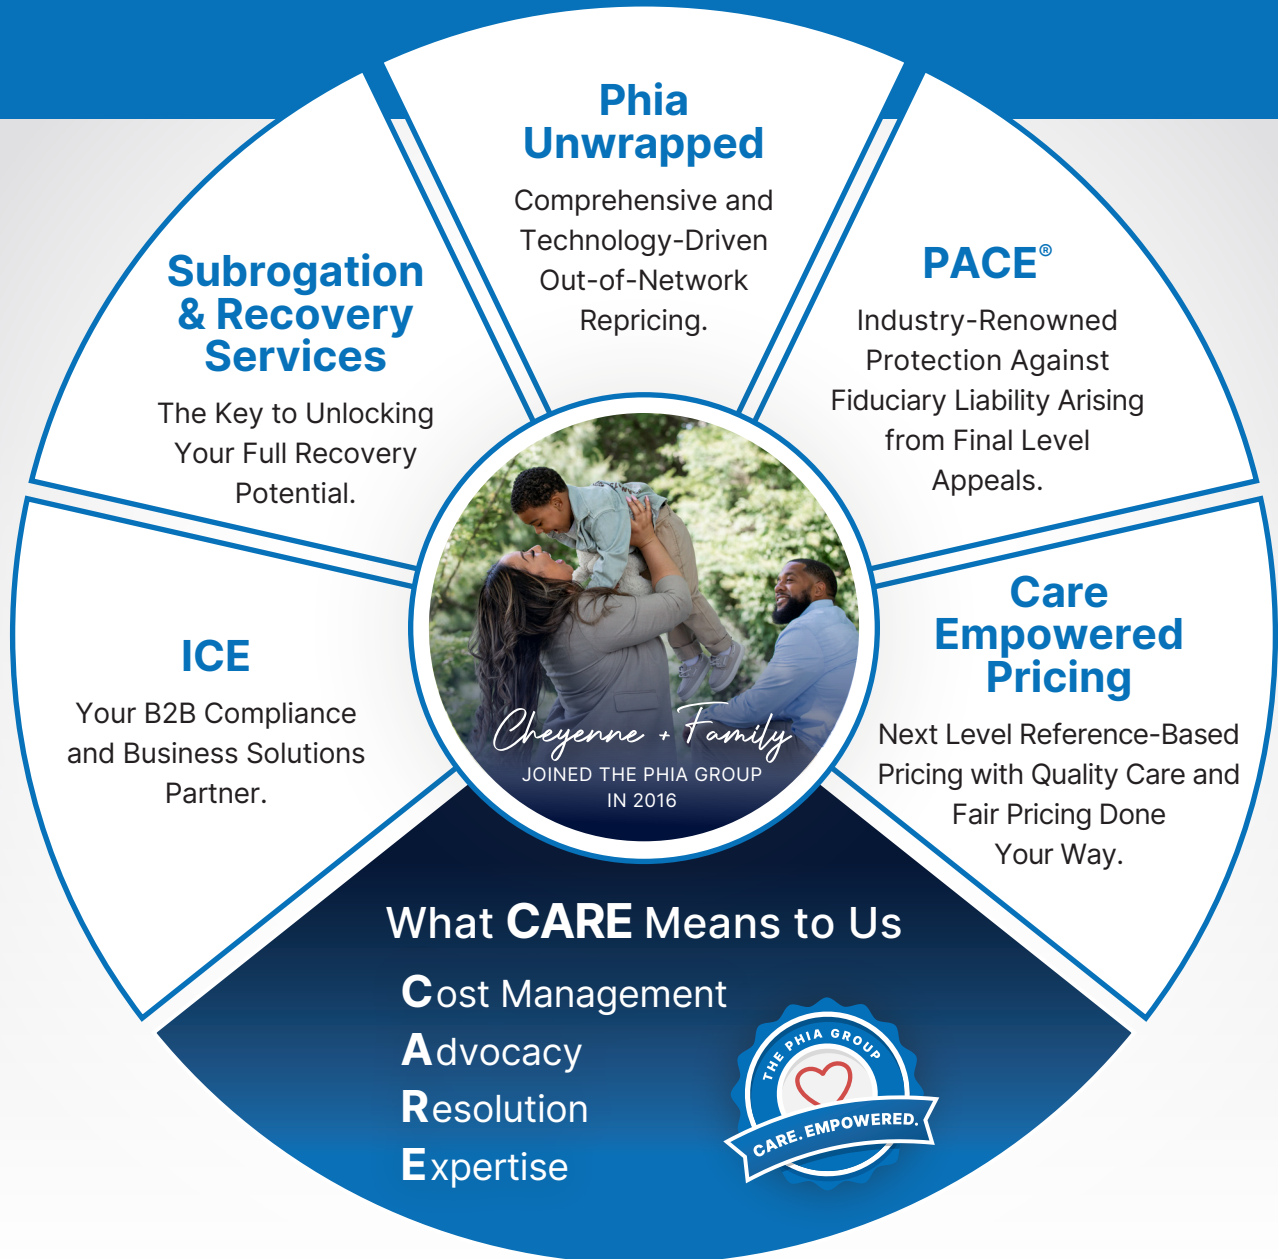 Phia
Unwrapped
Comprehensive and
Technology-Driven
Out-of-Network
Repricing.
Subrogation
& Recovery
Services
The Key to Unlocking
Your Full Recovery
Potential.
PACE®
Industry-Renowned
Protection Against
Fiduciary Liability Arising
from Final Level
Appeals.
ICE
Your B2B Compliance
and Business Solutions
Partner.
Care
Empowered
Pricing
Next Level Reference-Based
Pricing with Quality Care and
Fair Pricing Done
Your Way.
Cheyenne + Family
JOINED THE PHIA GROUP
IN 2016
What CARE Means to Us
Cost Management
Advocacy
Resolution
Expertise
THE PHIA GROUP
CARE. EMPOWERED.